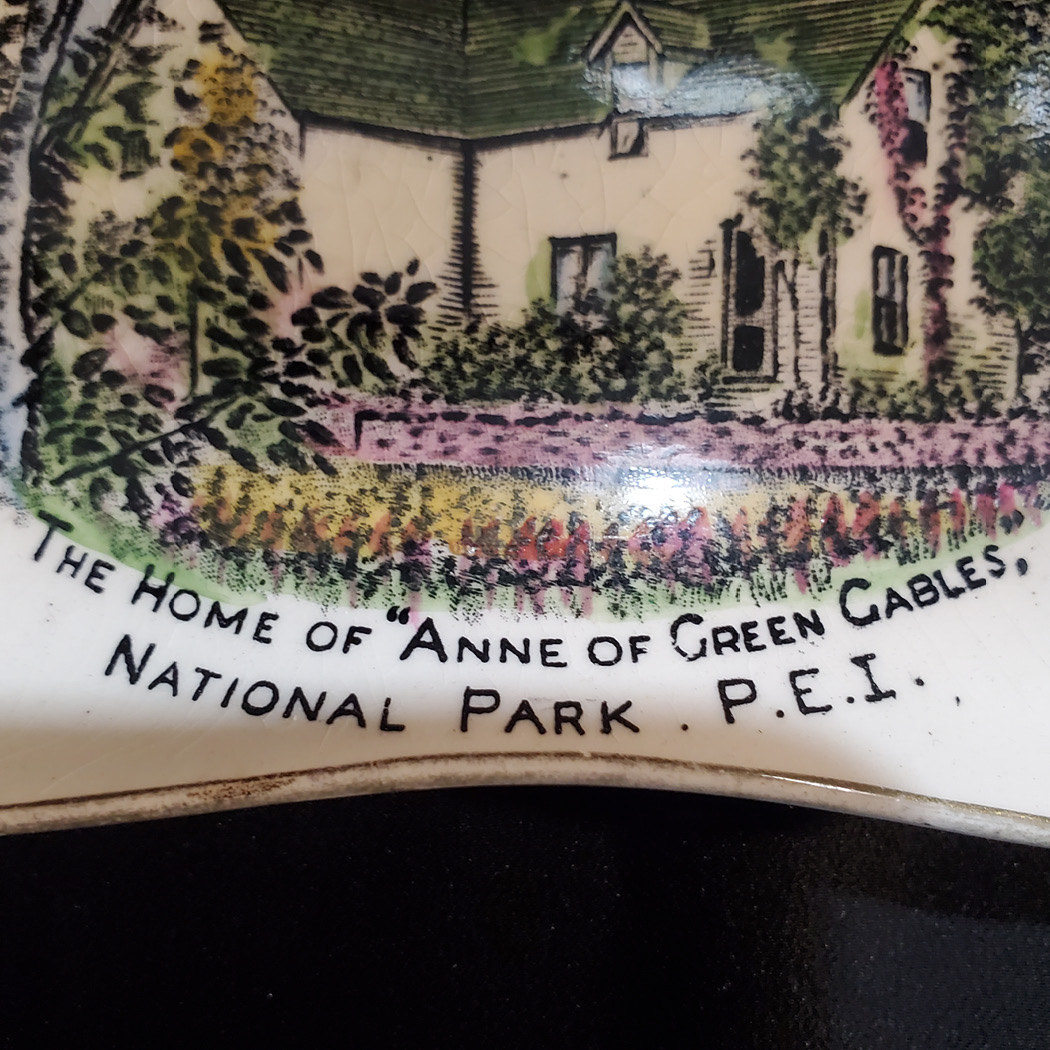 The Home of "Anne of Green Gables,"
National Park. P.E.I.